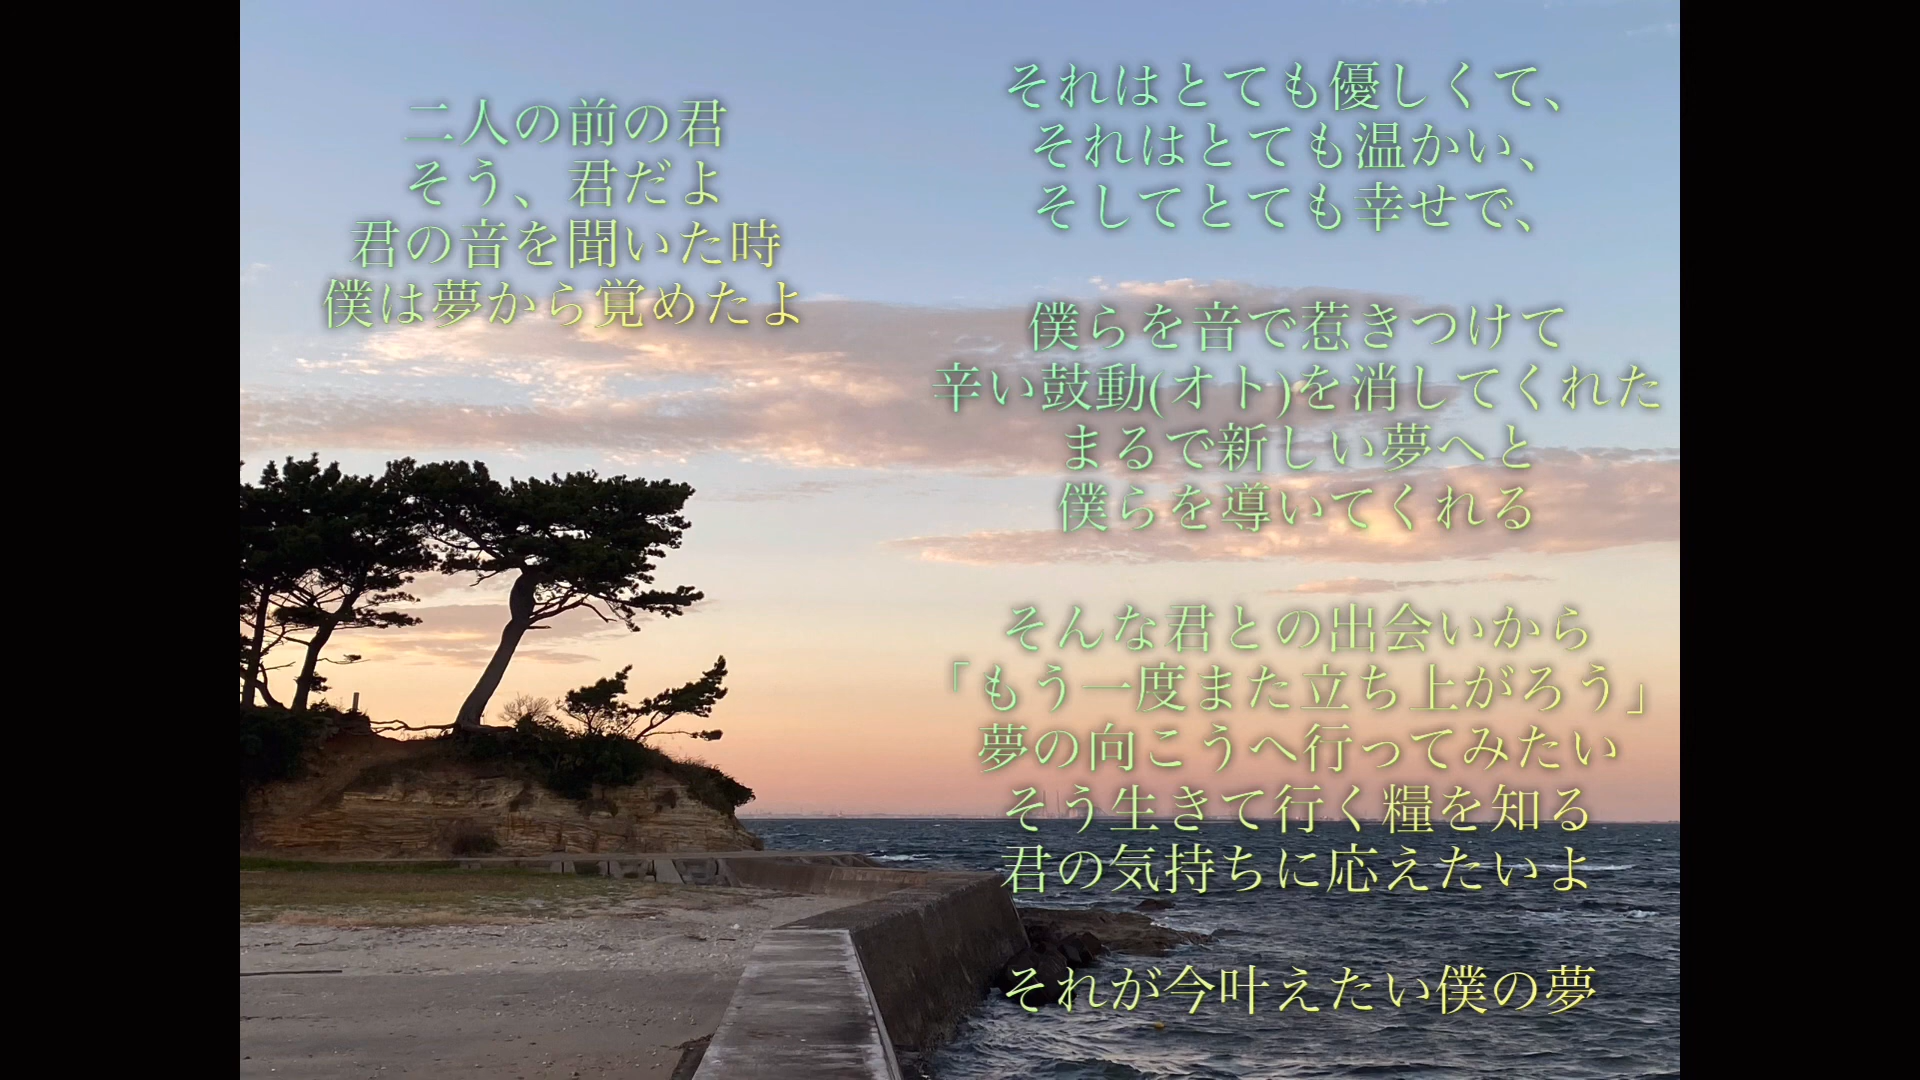 二人の前の君
そう、君だよ
君の音を聞いた時
僕は夢から覚めたよ
それはとても優しくて、
それはとても温かい、
そしてとても幸せで、
僕らを音で惹きつけて
辛い鼓動(オト)を消してくれた
まるで新しい夢へと
僕らを導いてくれる
そんな君との出会いから
「もう一度また立ち上がろう」
夢の向こうへ行ってみたい
そう生きて行く糧を知る
君の気持ちに応えたいよ
それが今叶えたい僕の夢